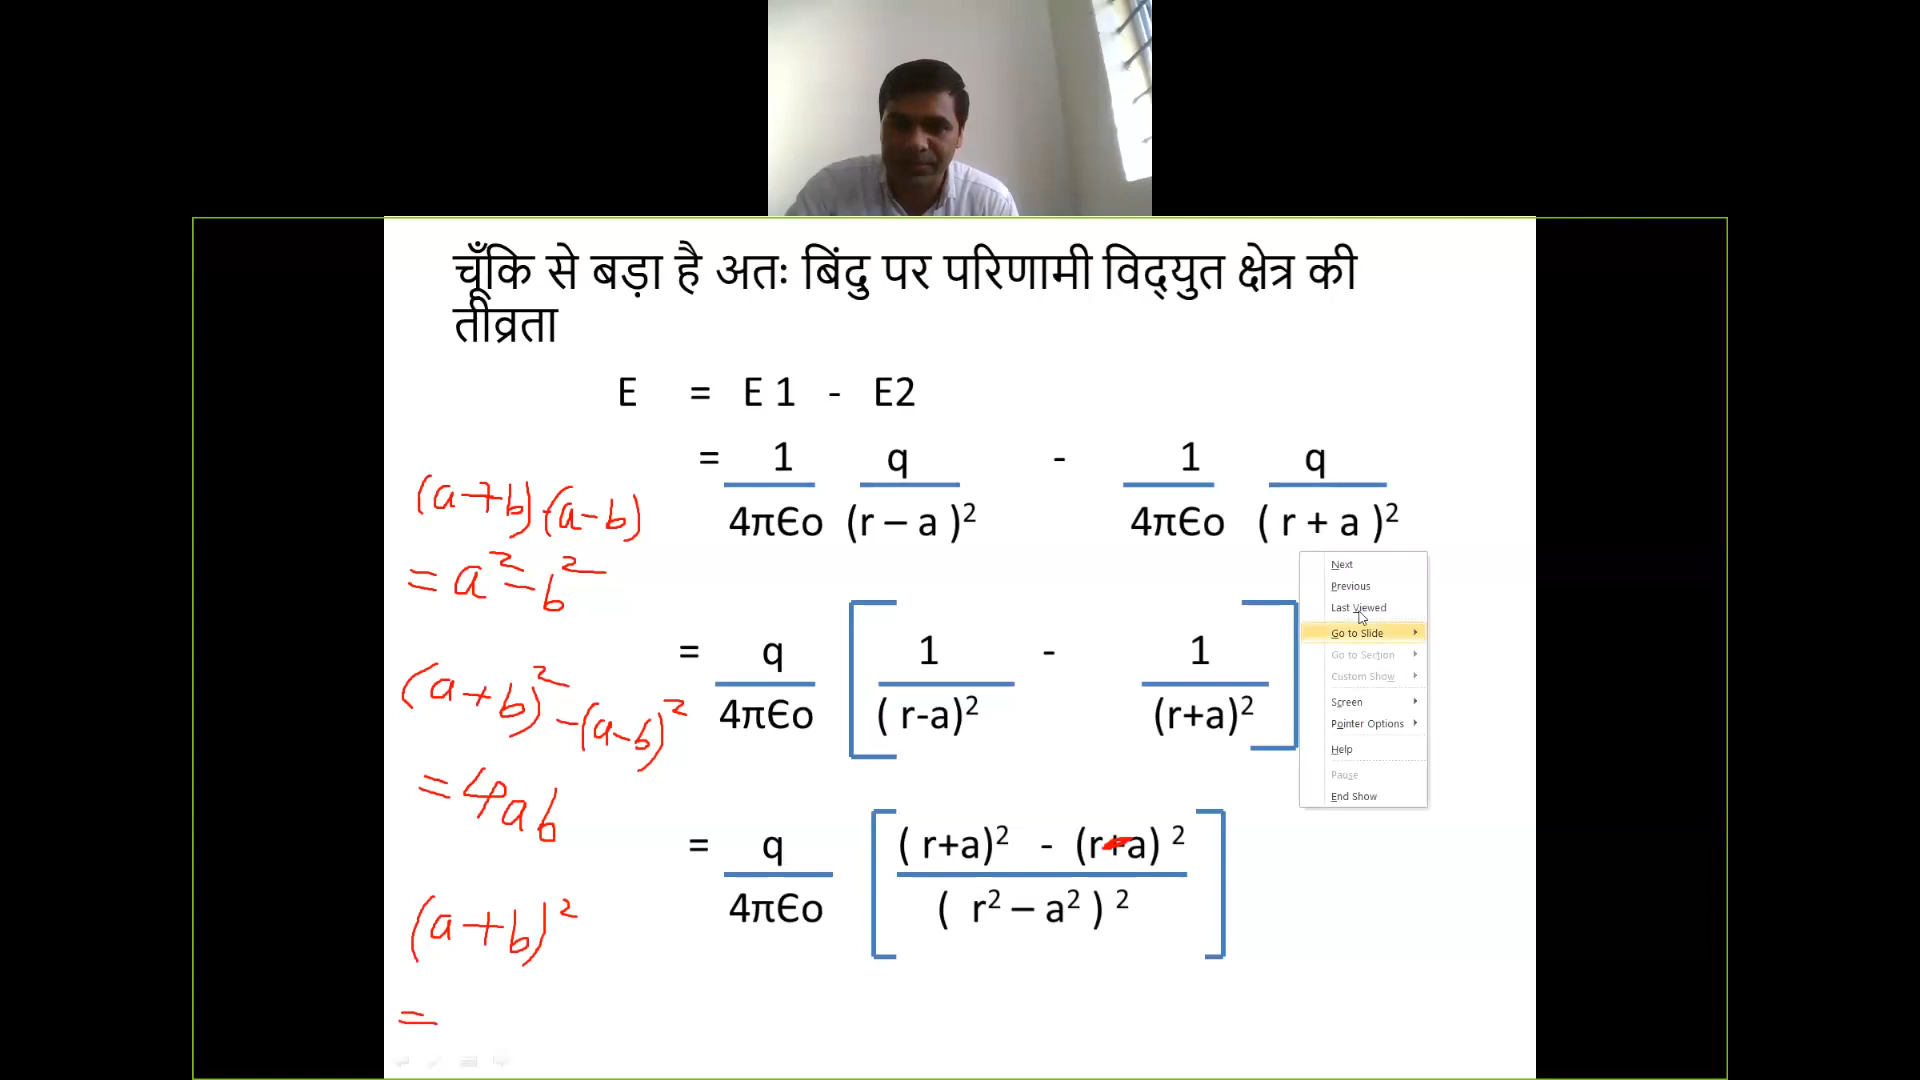 चूँकि से बड़ा है अतः बिंदु पर परिणामी विद्युत क्षेत्र की
तीव्रता
E = E 1 - E2
= 1 q - 1 q
4πЄo (r – a )² 4πЄo ( r + a )²
(a+b)(a-b)
= a² - b²
= q 1 - 1
4πЄo ( r-a)² (r+a)²
(a+b)² - (a-b)²
= 4ab
= q ( r+a)² - (r-a) ²
4πЄo ( r² – a² ) ²
(a+b)²
=
Next
Previous
Last Viewed
Go to Slide
Go to Section
Custom Show
Screen
Pointer Options
Help
Pause
End Show